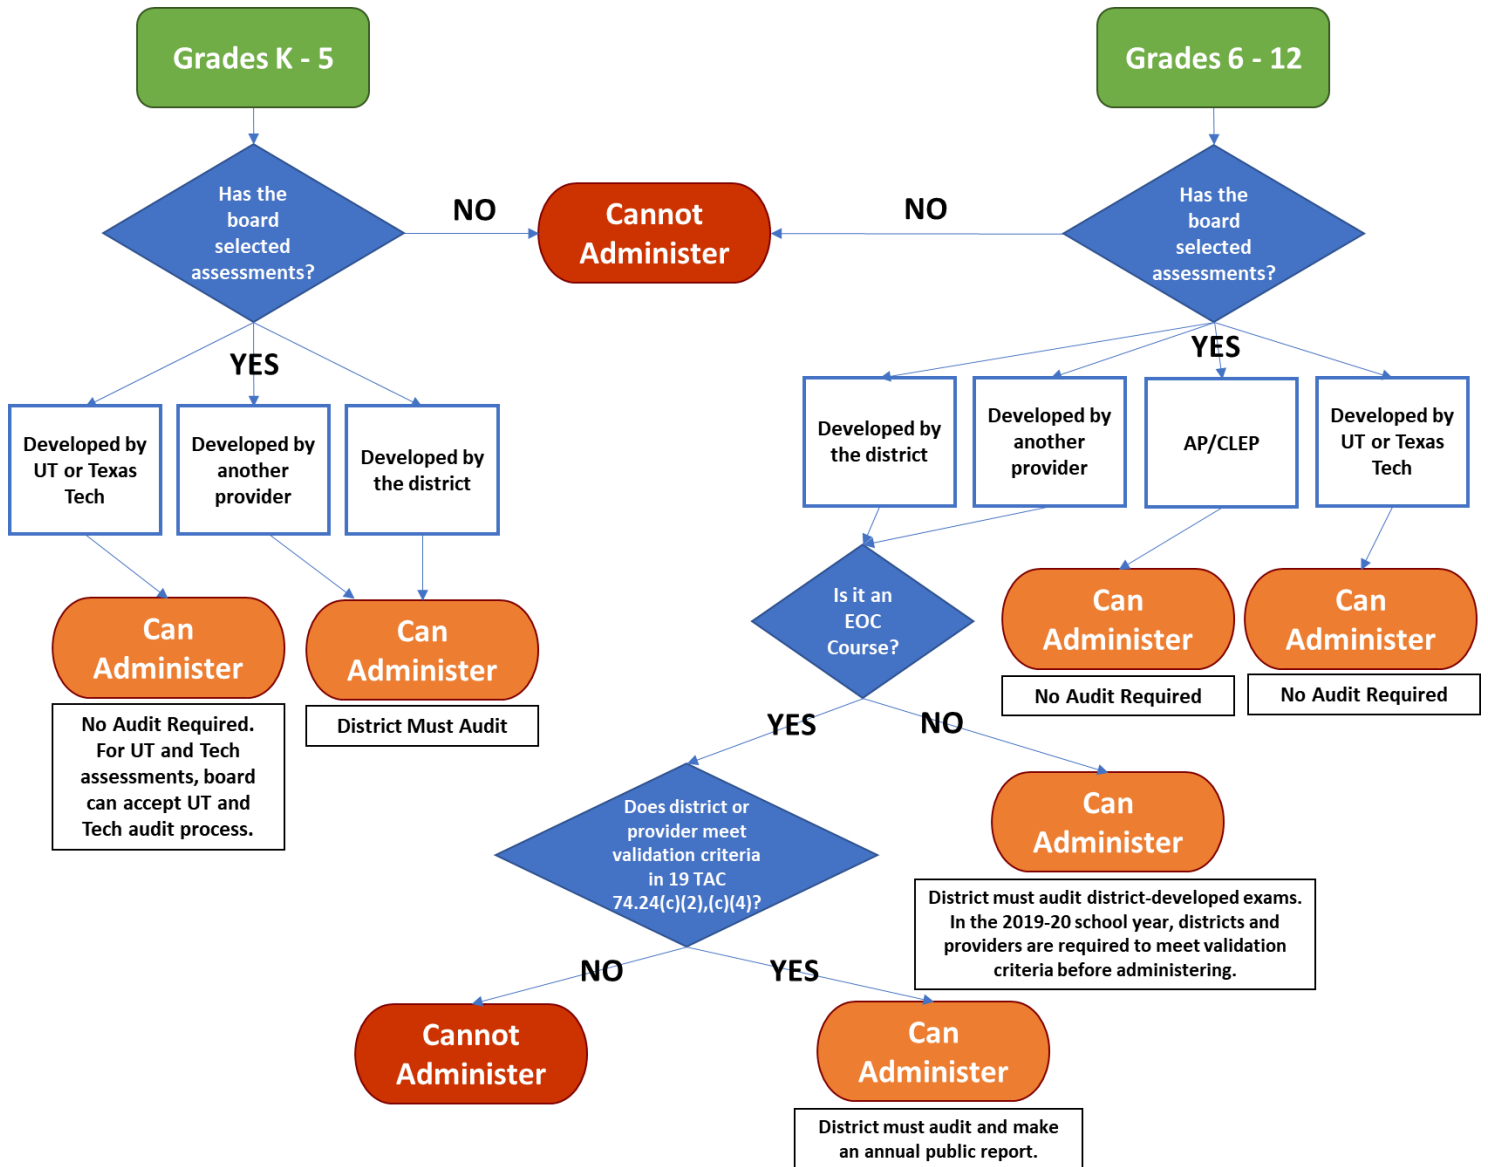 Grades K - 5
Grades 6 - 12
Has the
board
selected
assessments?
NO
Cannot
Administer
NO
Has the
board
selected
assessments?
YES
YES
Developed by
UT or Texas
Tech
Developed by
another
provider
Developed by
the district
Developed by
the district
Developed by
another
provider
AP/CLEP
Developed by
UT or Texas
Tech
Can
Administer
No Audit Required.
For UT and Tech
assessments, board
can accept UT and
Tech audit process.
Can
Administer
District Must Audit
Is it an
EOC
Course?
Can
Administer
No Audit Required
Can
Administer
No Audit Required
YES
NO
Does district or
provider meet
validation criteria
in 19 TAC
74.24(c)(2),(c)(4)?
Can
Administer
District must audit district-developed exams.
In the 2019-20 school year, districts and
providers are required to meet validation
criteria before administering.
NO
YES
Cannot
Administer
Can
Administer
District must audit and make
an annual public report.